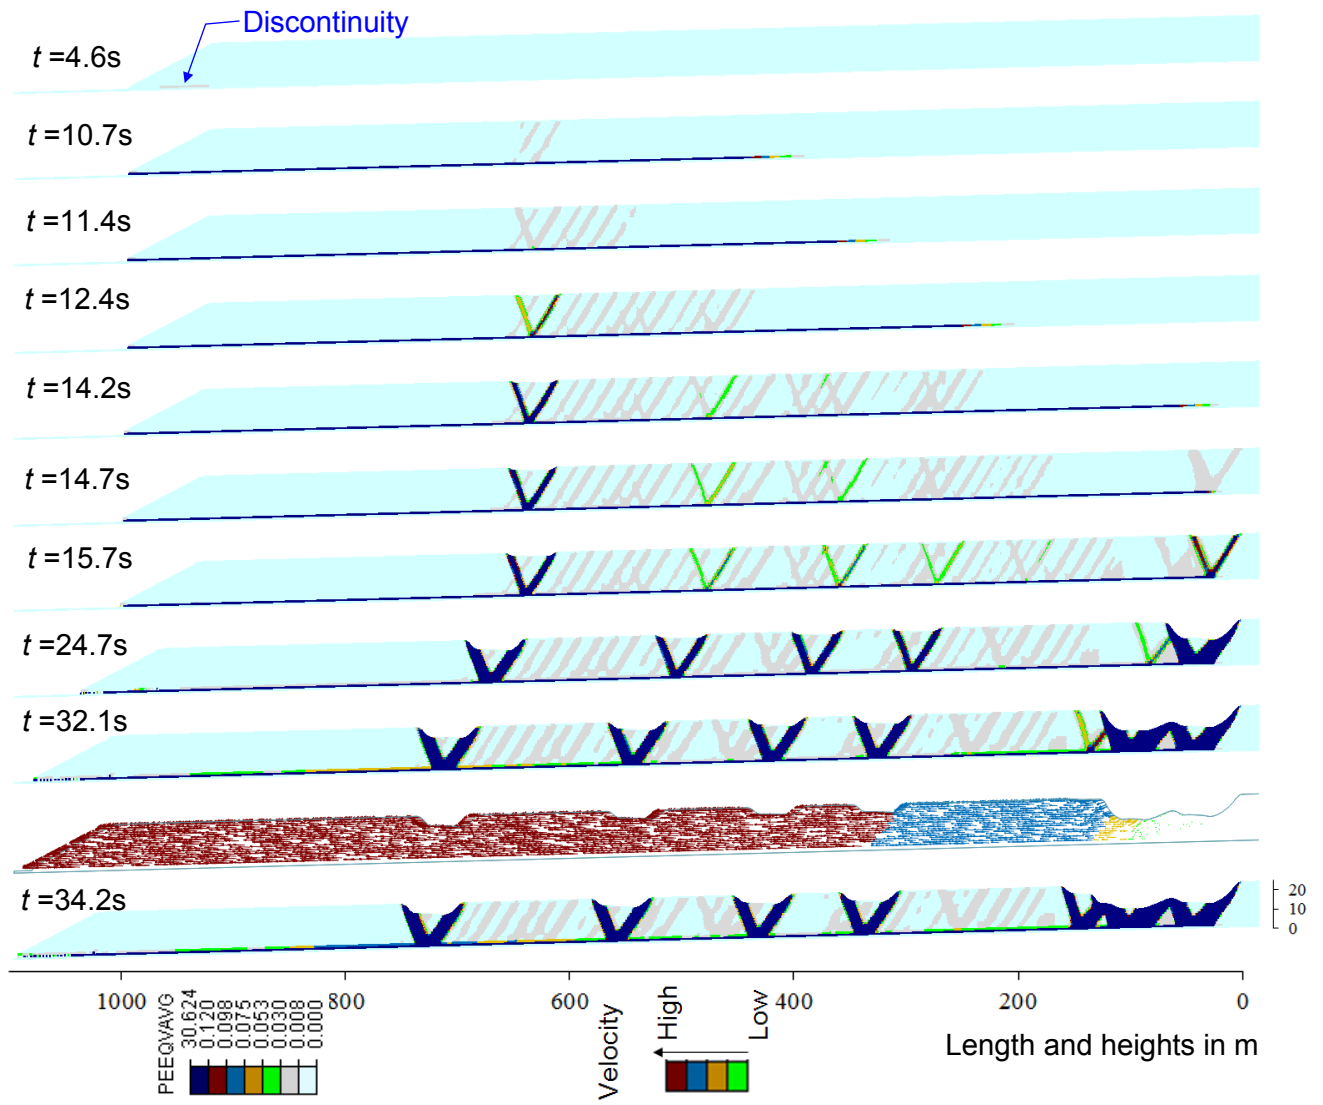 Discontinuity
t =4.6s
t =10.7s
t =11.4s
t =12.4s
t =14.2s
t =14.7s
t =15.7s
t =24.7s
t =32.1s
t =34.2s
20
10
0
1000 800 600 400 200 0
Length and heights in m
PEEQVAVG
30.624
0.120
0.098
0.075
0.053
0.030
0.008
0.000
Velocity
High
Low